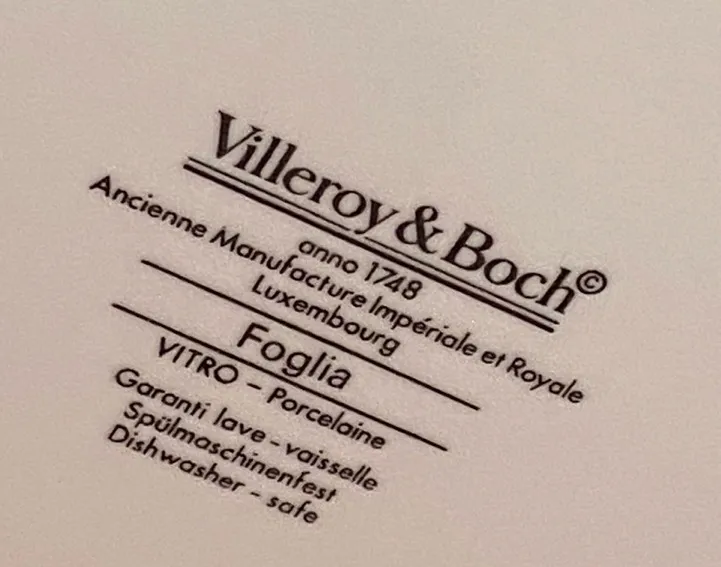 Villeroy & Boch©
anno 1748
Ancienne Manufacture Impériale et Royale
Luxembourg
Foglia
VITRO – Porcelaine
Garanti lave-vaisselle
Spülmaschinenfest
Dishwasher - safe